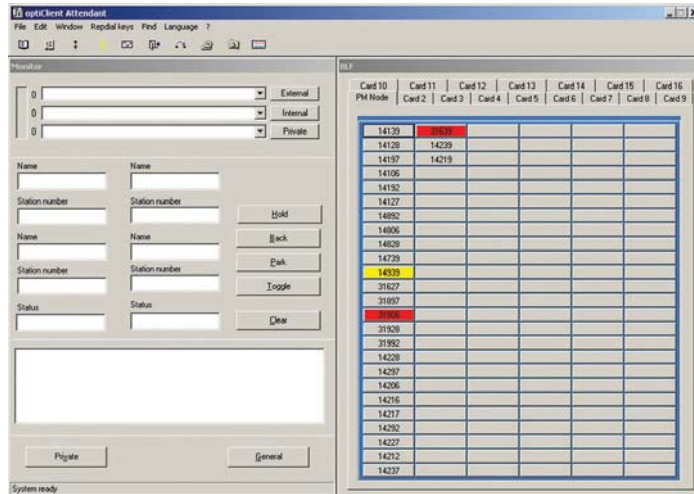 optiClient Attendant
File Edit Window Repdial keys Find Language ?
Monitor
0 External
0 Internal
0 Private
Name Name
Station number Station number
Hold
Name Name
Back
Park
Station number Station number
Toggle
Status Status
Clear
Private General
System ready
BLF
Card 10 Card 11 Card 12 Card 13 Card 14 Card 15 Card 16
PM Node Card 2 Card 3 Card 4 Card 5 Card 6 Card 7 Card 8 Card 9
14139 31639
14128 14239
14197 14219
14106
14192
14127
14892
14806
14828
14739
14939
31627
31897
31906
31928
31992
14228
14297
14206
14216
14217
14292
14227
14212
14237